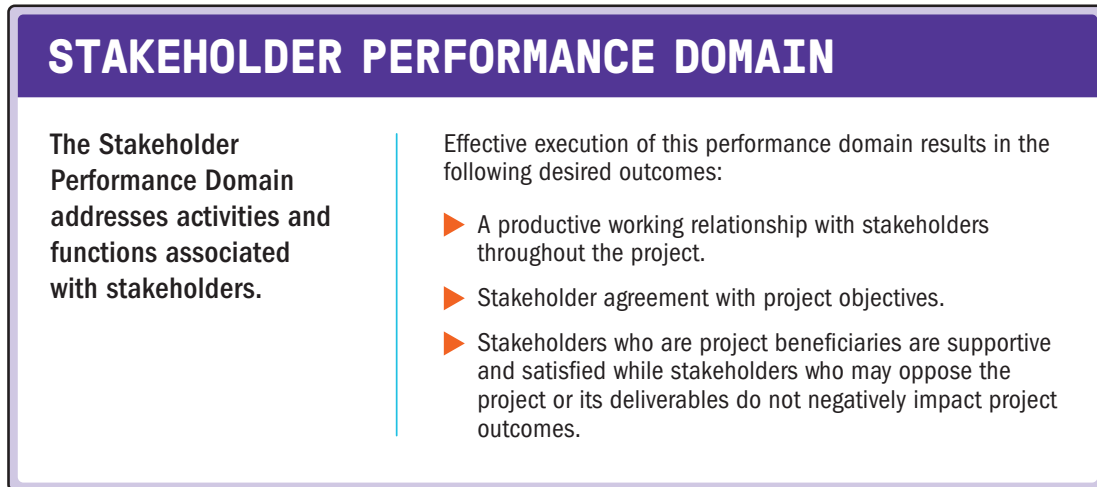 STAKEHOLDER PERFORMANCE DOMAIN
The Stakeholder
Performance Domain
addresses activities and
functions associated
with stakeholders.
Effective execution of this performance domain results in the
following desired outcomes:
A productive working relationship with stakeholders
throughout the project.
Stakeholder agreement with project objectives.
Stakeholders who are project beneficiaries are supportive
and satisfied while stakeholders who may oppose the
project or its deliverables do not negatively impact project
outcomes.